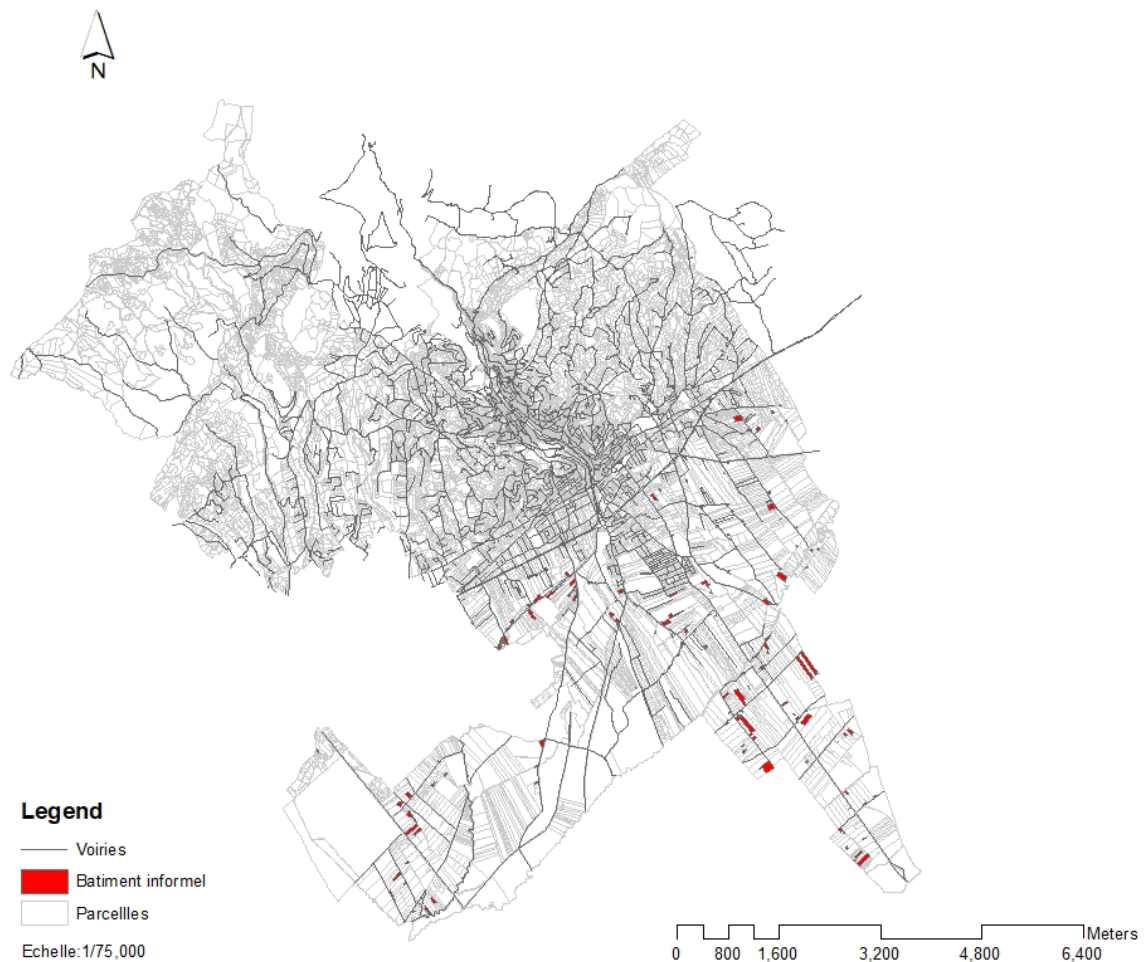 N
Legend
Voiries
Batiment informel
Parcellles
Echelle:1/75,000
Meters
0 800 1,600 3,200 4,800 6,400